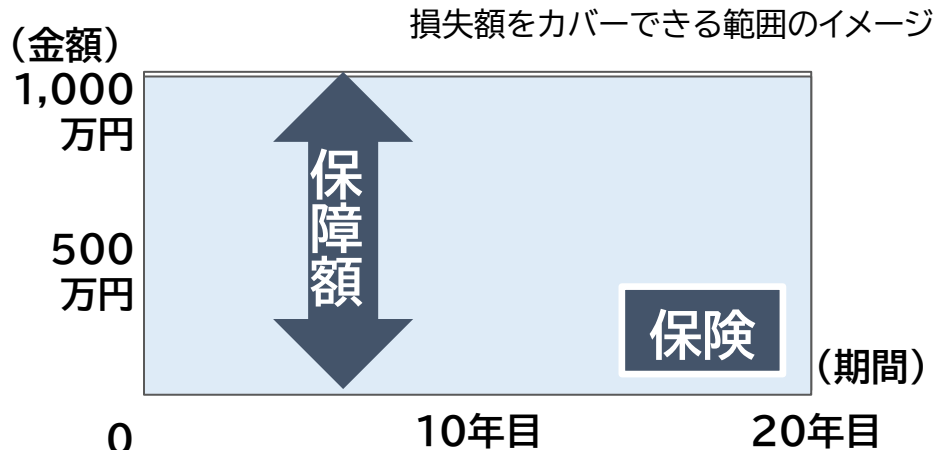 損失額をカバーできる範囲のイメージ
（金額）
1,000
万円
500
万円
0
保障額
保険
（期間）
10年目
20年目